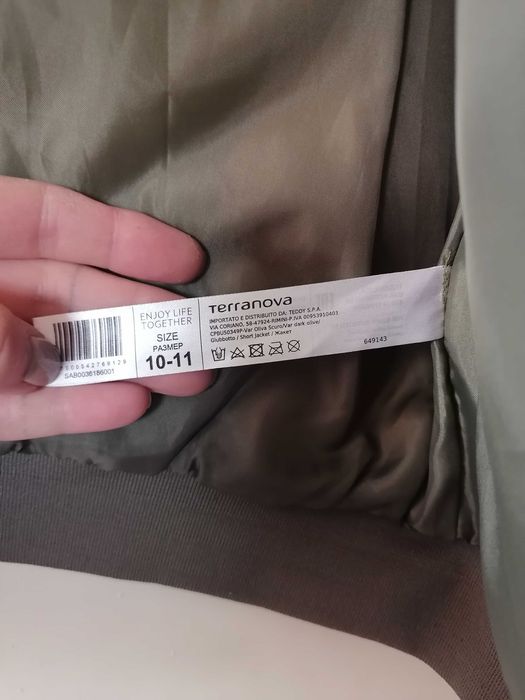 ENJOY LIFE
TOGETHER
SIZE
РАЗМЕР
10-11
SAB0036186001
Terranova
IMPORTATO E DISTRIBUITO DA: TEDDY S.P.A.
VIA CORIANO, 58-47924-RIMINI-P.IVA 00953910403
CPBUS0349P-Var Oliva Scuro/Var dark olive/
Giubbotto / Short Jacket / Жакет
649143